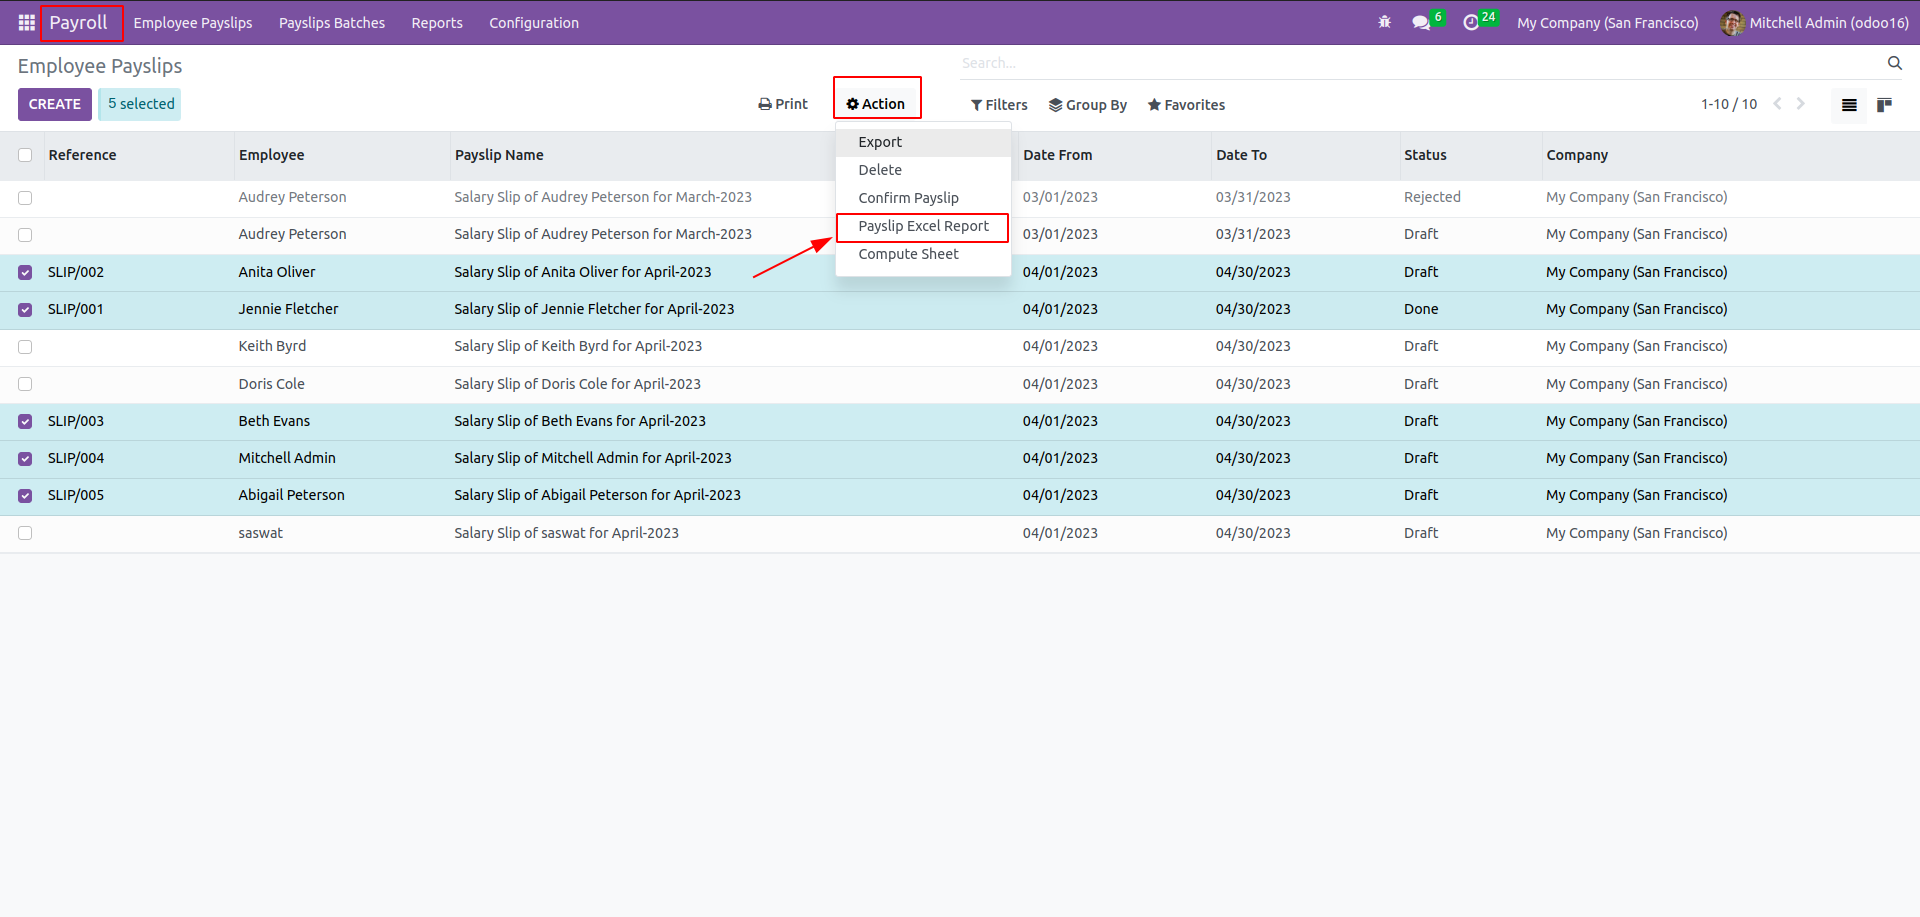 Payroll Employee Payslips Payslips Batches Reports Configuration 6 24 My Company (San Francisco) Mitchell Admin (odoo16)
Employee Payslips Search...
CREATE 5 selected Print Action Filters Group By Favorites 1-10 / 10
Export
Delete
Confirm Payslip
Payslip Excel Report
Compute Sheet
Reference Employee Payslip Name Date From Date To Status Company
Audrey Peterson Salary Slip of Audrey Peterson for March-2023 03/01/2023 03/31/2023 Rejected My Company (San Francisco)
Audrey Peterson Salary Slip of Audrey Peterson for March-2023 03/01/2023 03/31/2023 Draft My Company (San Francisco)
SLIP/002 Anita Oliver Salary Slip of Anita Oliver for April-2023 04/01/2023 04/30/2023 Draft My Company (San Francisco)
SLIP/001 Jennie Fletcher Salary Slip of Jennie Fletcher for April-2023 04/01/2023 04/30/2023 Done My Company (San Francisco)
Keith Byrd Salary Slip of Keith Byrd for April-2023 04/01/2023 04/30/2023 Draft My Company (San Francisco)
Doris Cole Salary Slip of Doris Cole for April-2023 04/01/2023 04/30/2023 Draft My Company (San Francisco)
SLIP/003 Beth Evans Salary Slip of Beth Evans for April-2023 04/01/2023 04/30/2023 Draft My Company (San Francisco)
SLIP/004 Mitchell Admin Salary Slip of Mitchell Admin for April-2023 04/01/2023 04/30/2023 Draft My Company (San Francisco)
SLIP/005 Abigail Peterson Salary Slip of Abigail Peterson for April-2023 04/01/2023 04/30/2023 Draft My Company (San Francisco)
saswat Salary Slip of saswat for April-2023 04/01/2023 04/30/2023 Draft My Company (San Francisco)